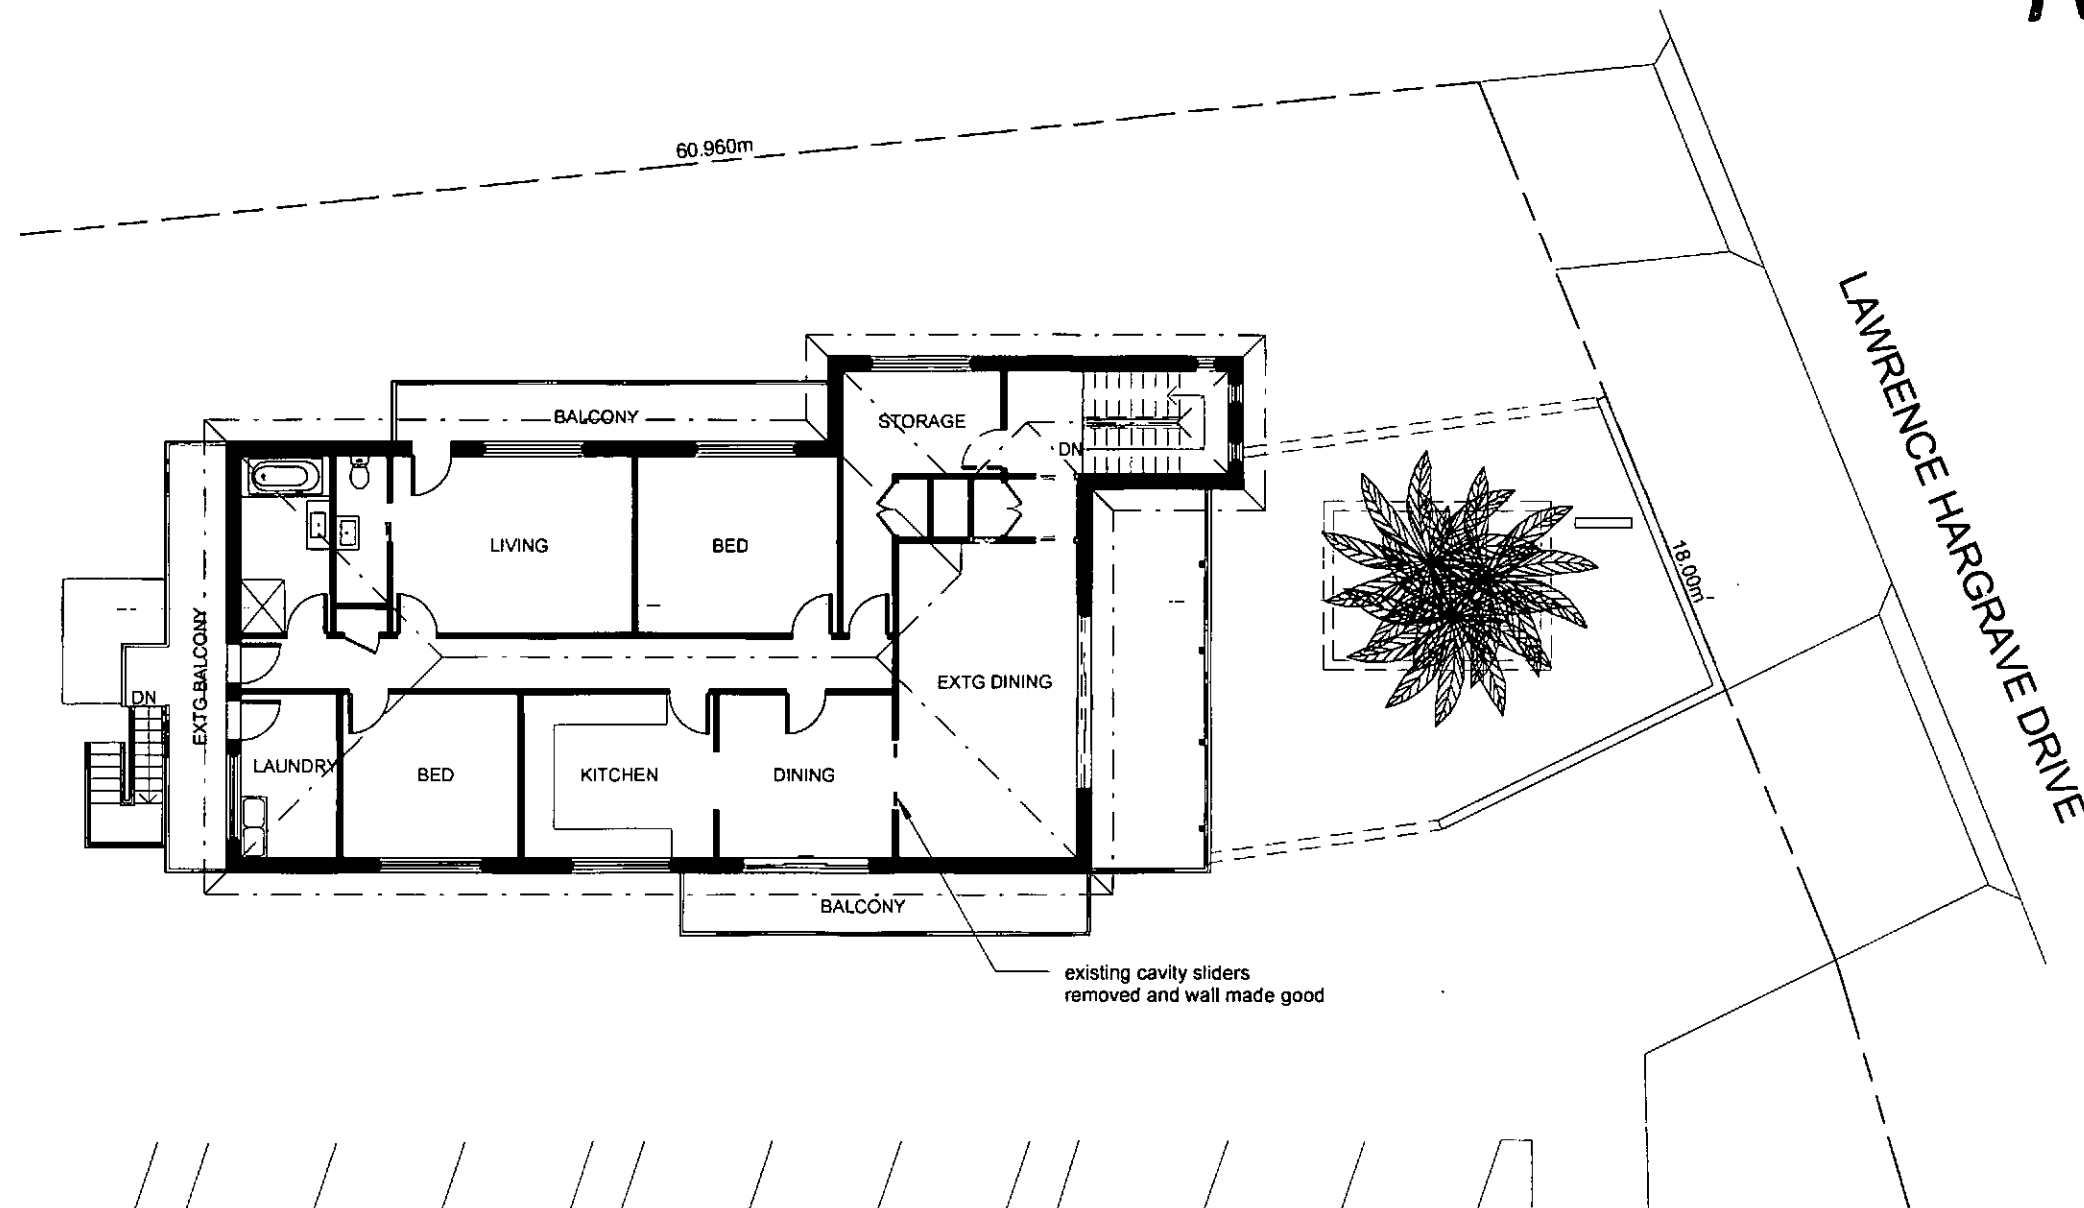 60.960m
LAWRENCE HARGRAVE DRIVE
BALCONY
STORAGE
DN
LIVING
BED
18.00m
EXTG BALCONY
EXTG DINING
DN
LAUNDRY
BED
KITCHEN
DINING
BALCONY
existing cavity sliders
removed and wall made good